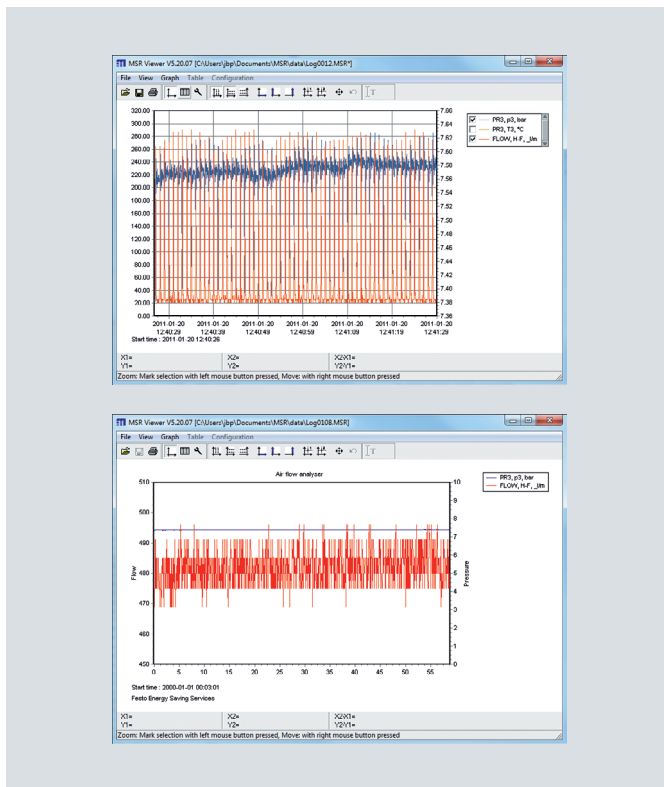 MSR Viewer V5.20.07 [C:\Users\jbp\Documents\MSR\data\Log0012.MSR*]
File View Graph Table Configuration
320.00
300.00
280.00
260.00
240.00
220.00
200.00
180.00
160.00
140.00
120.00
100.00
80.00
60.00
40.00
20.00
0.00
7.66
7.64
7.62
7.60
7.58
7.56
7.54
7.52
7.50
7.48
7.46
7.44
7.42
7.40
7.38
7.36
PR3, p3, bar
PR3, T3, °C
FLOW, H-F, _l/m
2011-01-20 2011-01-20 2011-01-20 2011-01-20 2011-01-20 2011-01-20 2011-01-20
12:40:29 12:40:39 12:40:49 12:40:59 12:41:09 12:41:19 12:41:29
Start time : 2011-01-20 12:40:26
X1= X2= X2-X1=
Y1= Y2= Y2-Y1=
Zoom: Mark selection with left mouse button pressed, Move: with right mouse button pressed
MSR Viewer V5.20.07 [C:\Users\jbp\Documents\MSR\data\Log0108.MSR]
File View Graph Table Configuration
Air flow analyser
510
500
490
480
470
460
450
Flow
10
9
8
7
6
5
4
3
2
1
0
Pressure
PR3, p3, bar
FLOW, H-F, _l/m
0 5 10 15 20 25 30 35 40 45 50 55
Start time : 2000-01-01 00:03:01
Festo Energy Saving Services
X1= X2= X2-X1=
Y1= Y2= Y2-Y1=
Zoom: Mark selection with left mouse button pressed, Move: with right mouse button pressed